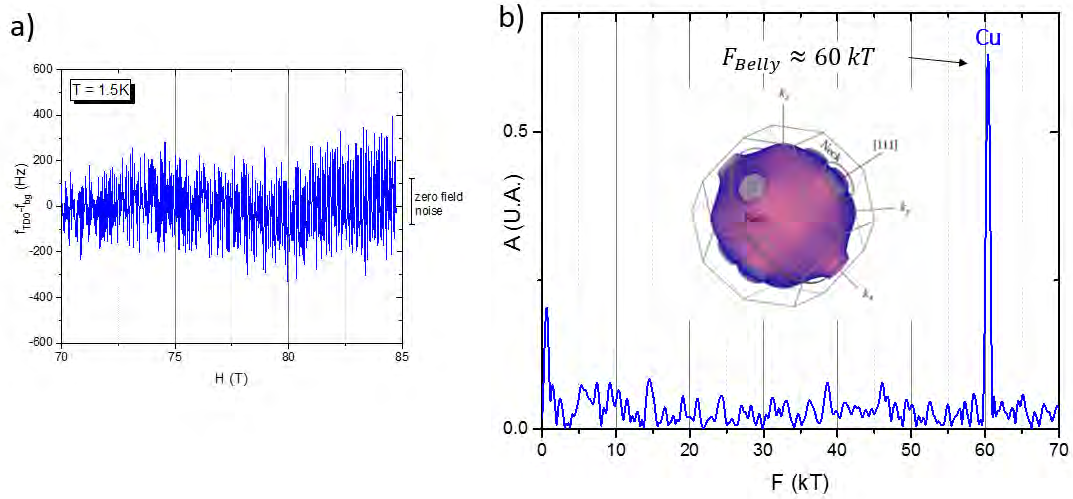 a)
T = 1.5K
600
400
200
0
-200
-400
-600
70
75
80
85
f_TDO-f_bg (Hz)
H (T)
zero field
noise
b)
Cu
F_Belly ≈ 60 kT
k_z
Neck
[111]
k_y
k_x
0.5
0.0
A (U.A.)
0
10
20
30
40
50
60
70
F (kT)